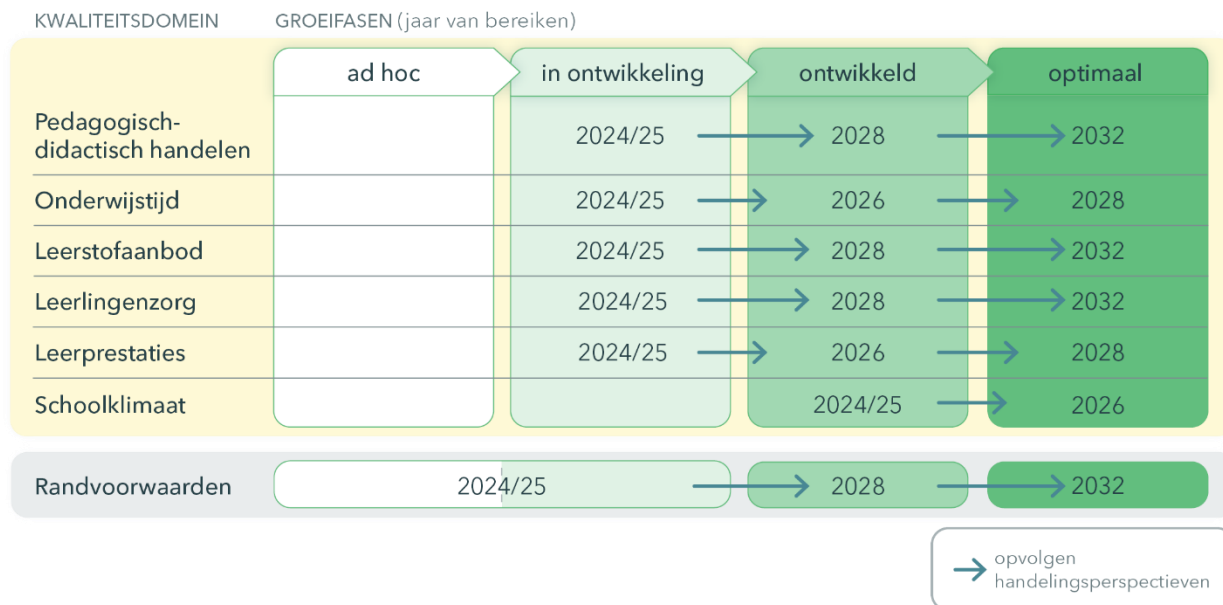 KWALITEITSDOMEIN GROEIFASEN (jaar van bereiken)
ad hoc in ontwikkeling ontwikkeld optimaal
Pedagogisch-
didactisch handelen 2024/25 2028 2032
Onderwijstijd 2024/25 2026 2028
Leerstofaanbod 2024/25 2028 2032
Leerlingenzorg 2024/25 2028 2032
Leerprestaties 2024/25 2026 2028
Schoolklimaat 2024/25 2026
Randvoorwaarden 2024/25 2028 2032
opvolgen
handelingsperspectieven